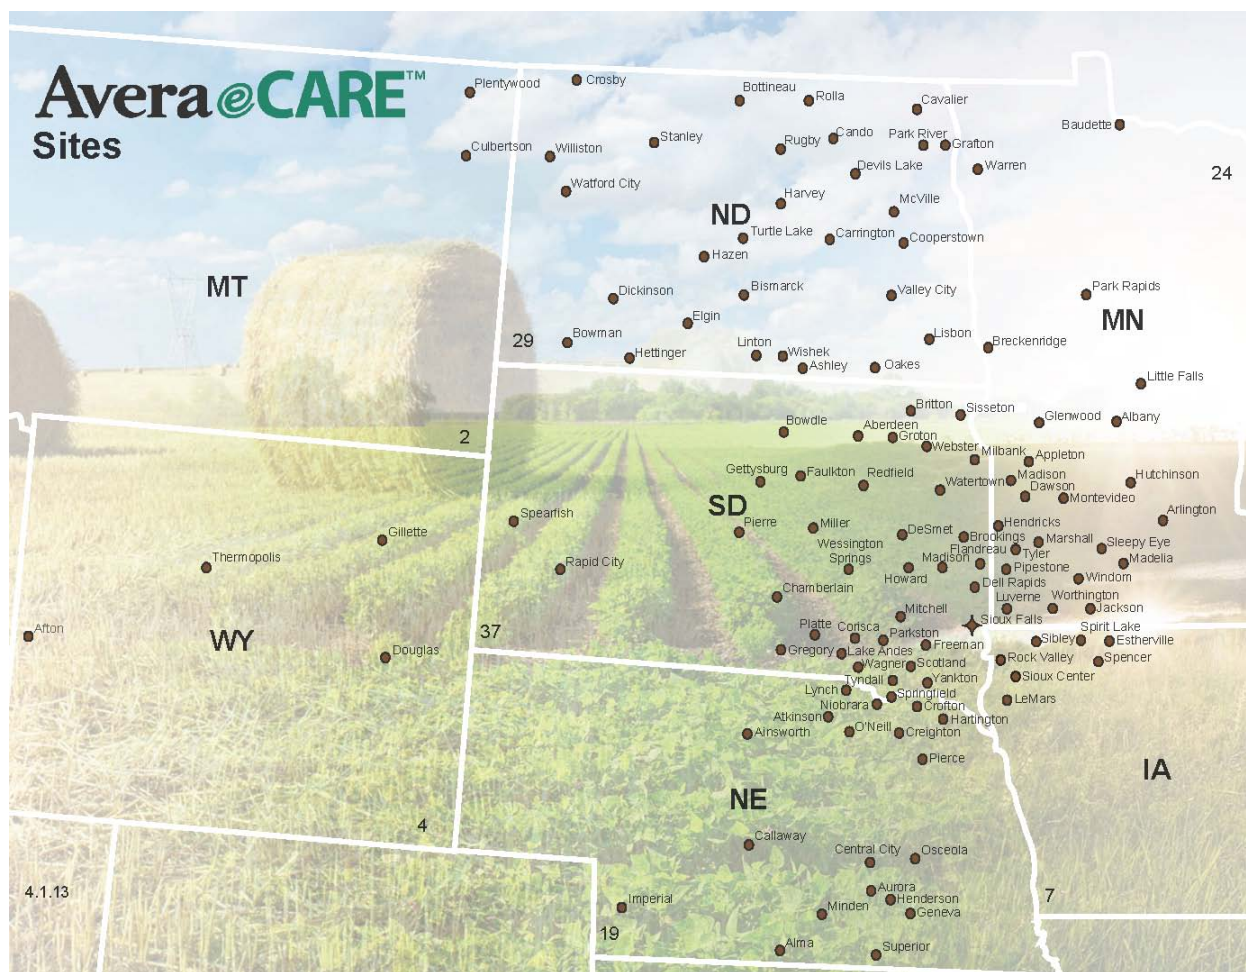 Avera eCARE™
Sites
Plentywood
Crosby
Bottineau
Rolla
Cavalier
Baudette
Culbertson
Williston
Stanley
Rugby
Cando
Park River
Grafton
Devils Lake
Warren
24
Watford City
Harvey
McVille
ND
Turtle Lake
Carrington
Cooperstown
Hazen
MT
Dickinson
Bismarck
Valley City
Park Rapids
Elgin
MN
Bowman
29
Hettinger
Linton
Wishek
Ashley
Oakes
Lisbon
Breckenridge
Little Falls
Britton
Sisseton
Glenwood
Albany
Bowdle
Aberdeen
Groton
2
Webster
Milbank
Appleton
Gettysburg
Faulkton
Redfield
Watertown
Madison
Dawson
Montevideo
Hutchinson
SD
Spearfish
Pierre
Miller
DeSmet
Hendricks
Arlington
Gillette
Brookings
Marshall
Sleepy Eye
Wessington
Springs
Flandreau
Tyler
Thermopolis
Rapid City
Howard
Madison
Pipestone
Madelia
Dell Rapids
Windom
Chamberlain
Luverne
Worthington
Jackson
Mitchell
Sioux Falls
Afton
WY
37
Platte
Corisca
Parkston
Freeman
Sibley
Spirit Lake
Estherville
Douglas
Gregory
Lake Andes
Wagner
Scotland
Rock Valley
Spencer
Tyndall
Yankton
Sioux Center
Lynch
Springfield
LeMars
Niobrara
Crofton
Atkinson
Hartington
Ainsworth
O'Neill
Creighton
Pierce
IA
NE
4
Callaway
Central City
Osceola
4.1.13
Aurora
Imperial
Henderson
7
Minden
Geneva
19
Alma
Superior